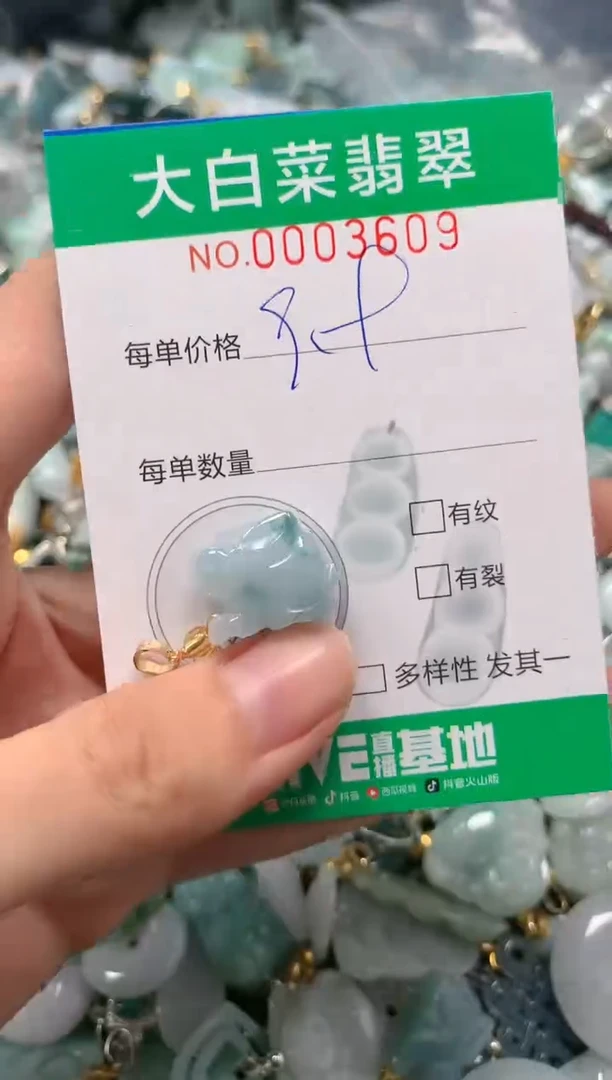 大白菜翡翠
NO.0003609
每单价格
每单数量
有纹
有裂
多样性 发其一
VE直播基地
抖音 西瓜视频 抖音火山版